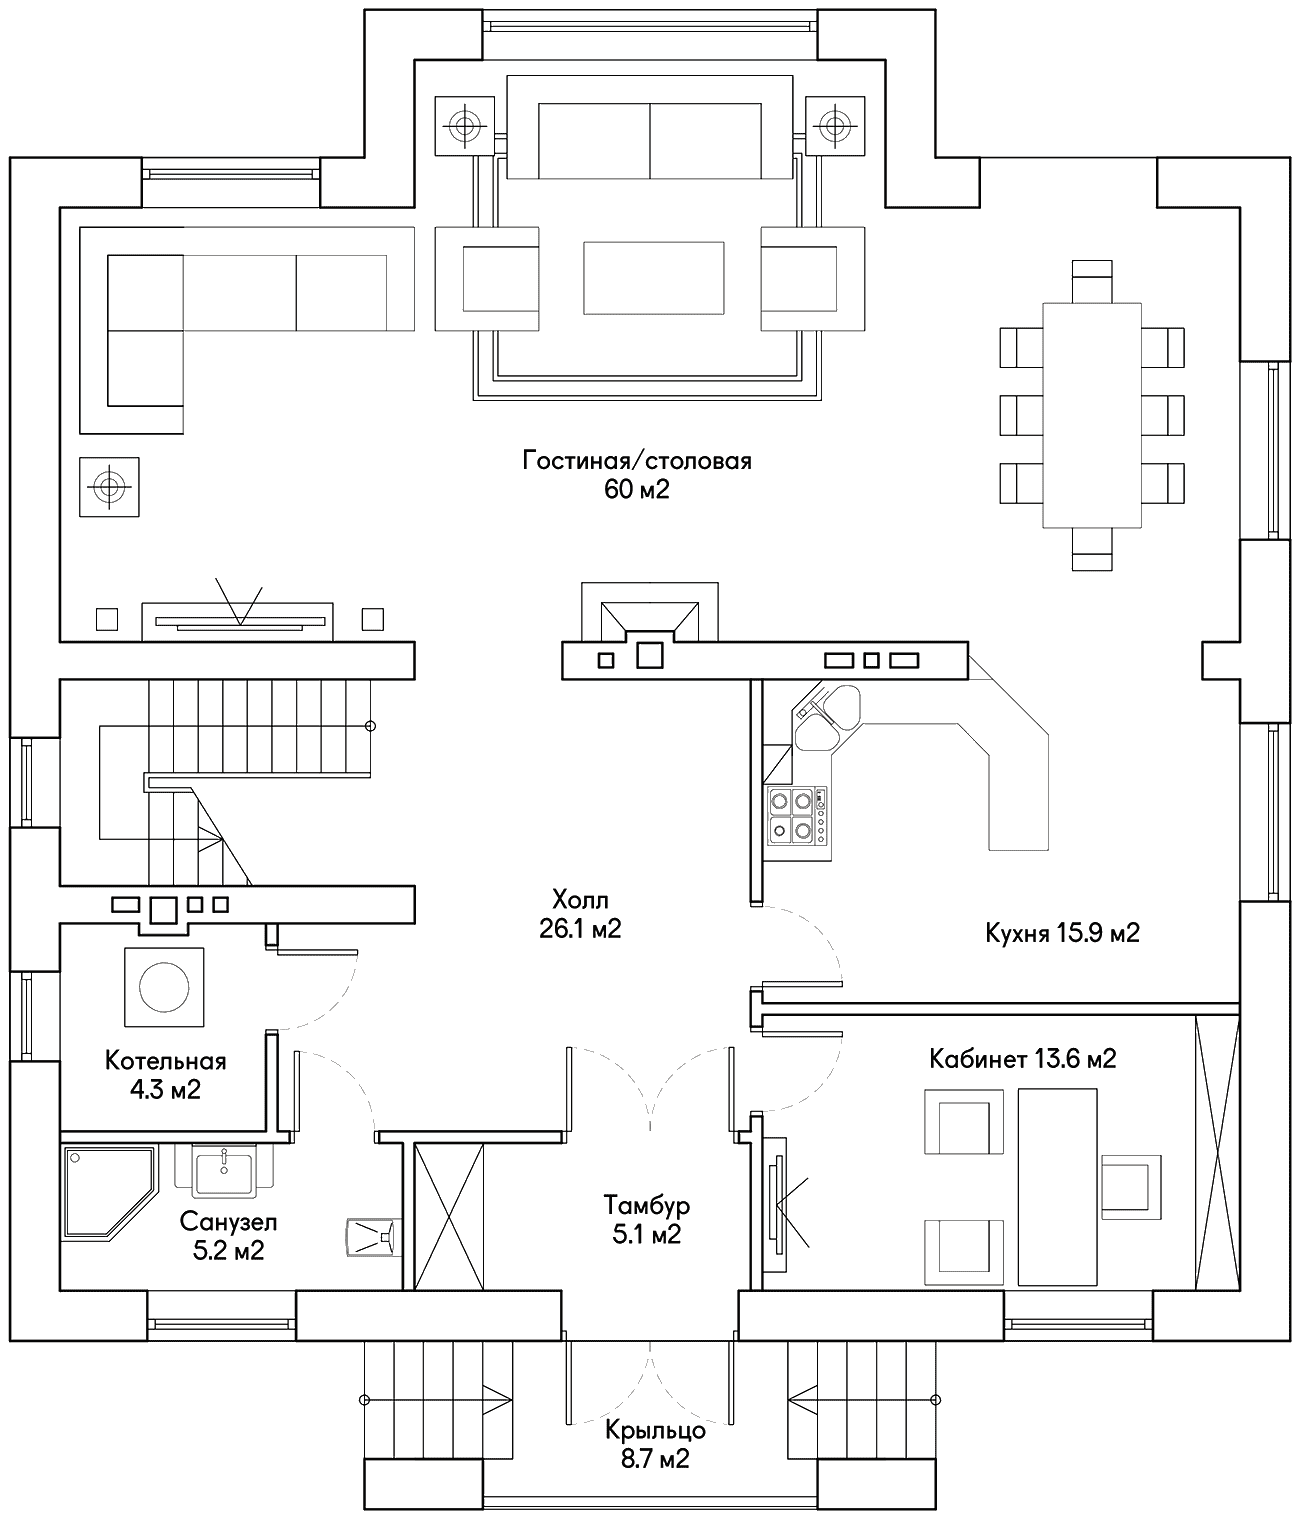 Гостиная/столовая
60 м2
Холл
26.1 м2
Кухня 15.9 м2
Котельная
4.3 м2
Кабинет 13.6 м2
Санузел
5.2 м2
Тамбур
5.1 м2
Крыльцо
8.7 м2